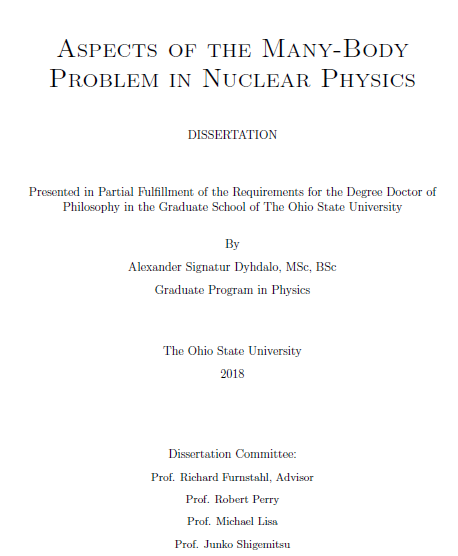 Aspects of the Many-Body
Problem in Nuclear Physics
DISSERTATION
Presented in Partial Fulfillment of the Requirements for the Degree Doctor of
Philosophy in the Graduate School of The Ohio State University
By
Alexander Signatur Dyhdalo, MSc, BSc
Graduate Program in Physics
The Ohio State University
2018
Dissertation Committee:
Prof. Richard Furnstahl, Advisor
Prof. Robert Perry
Prof. Michael Lisa
Prof. Junko Shigemitsu